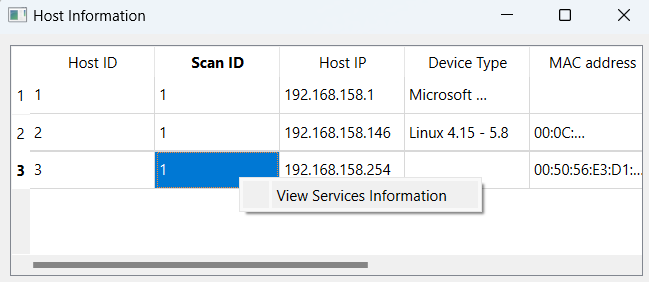 Host Information
Host ID Scan ID Host IP Device Type MAC address
1 1 1 192.168.158.1 Microsoft ...
2 2 1 192.168.158.146 Linux 4.15 - 5.8 00:0C:...
3 3 1 192.168.158.254 00:50:56:E3:D1:...
View Services Information